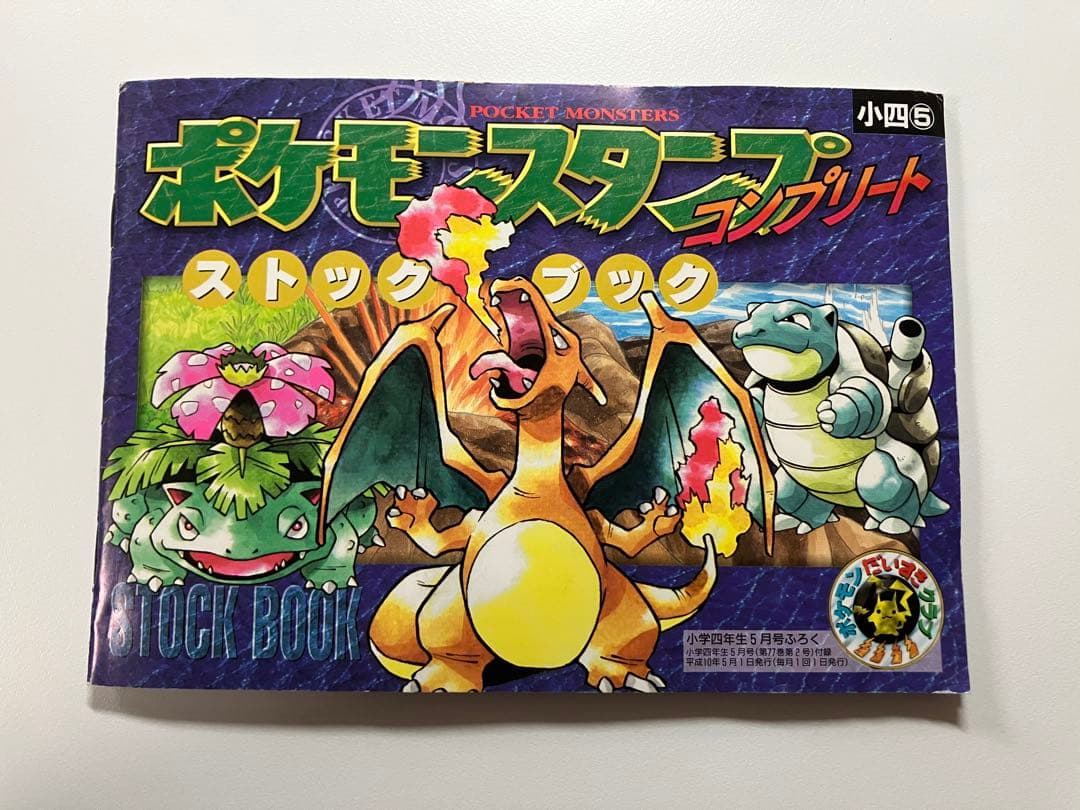 POCKET MONSTERS
小四⑤
ポケモンスタンプ
コンプリート
ストックブック
STOCK BOOK
ポケモンだいすきクラブ
小学四年生5月号ふろく
小学四年生5月号(第77巻第2号)付録
平成10年5月1日発行(毎月1回1日発行)